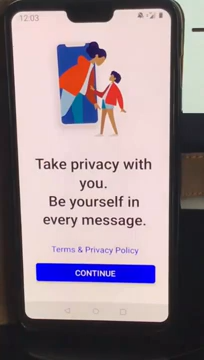 12:03
Take privacy with
you.
Be yourself in
every message.
Terms & Privacy Policy
CONTINUE